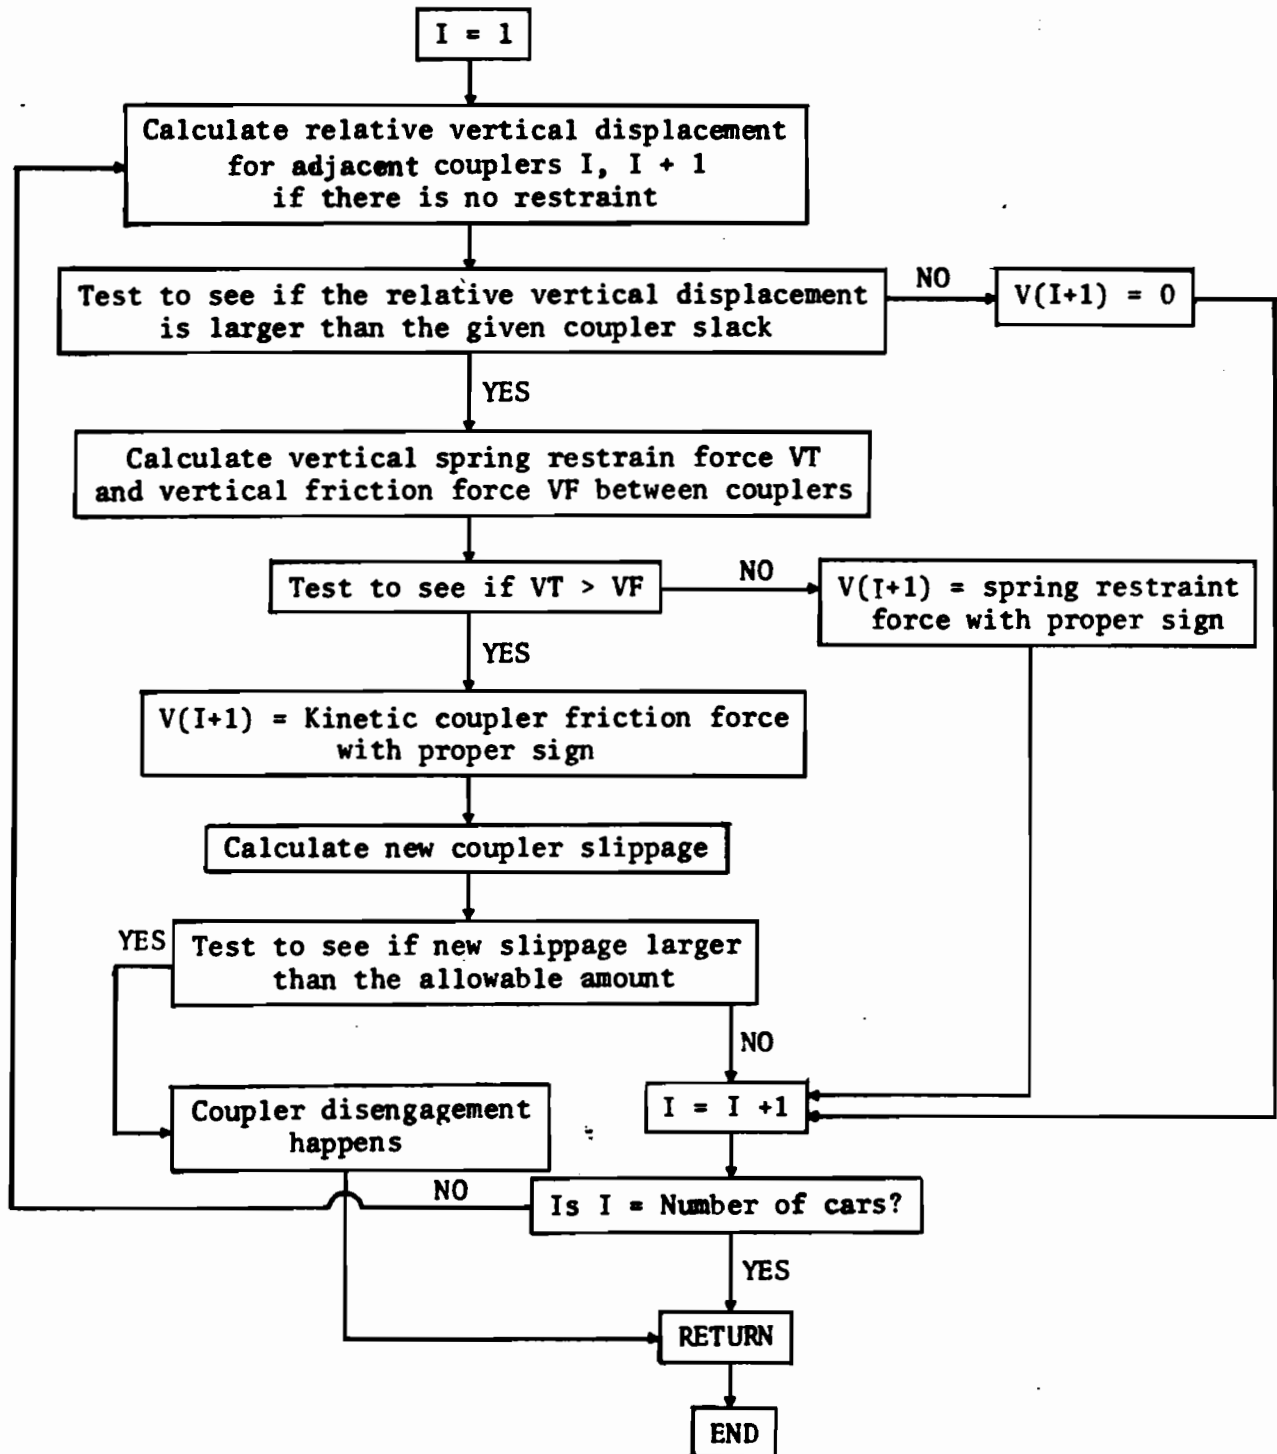 I = 1
Calculate relative vertical displacement
for adjacent couplers I, I + 1
if there is no restraint
Test to see if the relative vertical displacement
is larger than the given coupler slack
NO
V(I+1) = 0
YES
Calculate vertical spring restrain force VT
and vertical friction force VF between couplers
Test to see if VT > VF
NO
V(I+1) = spring restraint
force with proper sign
YES
V(I+1) = Kinetic coupler friction force
with proper sign
Calculate new coupler slippage
YES
Test to see if new slippage larger
than the allowable amount
NO
Coupler disengagement
happens
I = I +1
NO
Is I = Number of cars?
YES
RETURN
END